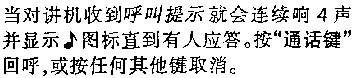 当对讲机收到呼叫提示就会连续响 4 声
并显示♪图标直到有人应答。按“通话键”
回呼,或按任何其他键取消。